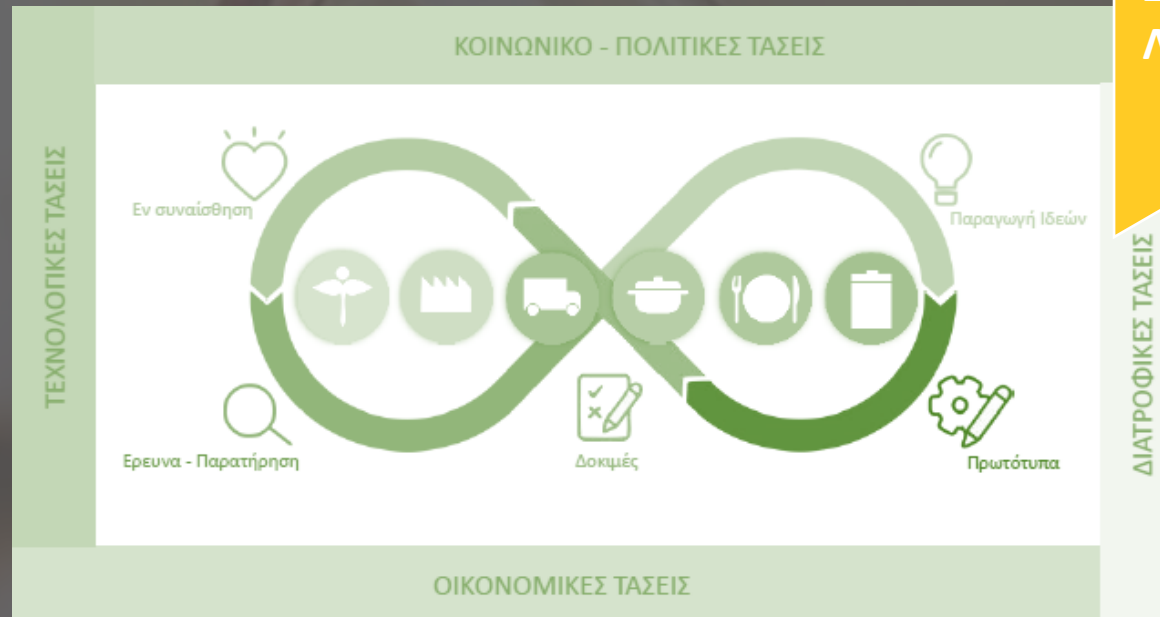 ΚΟΙΝΩΝΙΚΟ - ΠΟΛΙΤΙΚΕΣ ΤΑΣΕΙΣ
ΤΕΧΝΟΛΟΓΙΚΕΣ ΤΑΣΕΙΣ
Εν συναίσθηση
Παραγωγή Ιδεών
Ερευνα - Παρατήρηση
Δοκιμές
Πρωτότυπα
ΔΙΑΤΡΟΦΙΚΕΣ ΤΑΣΕΙΣ
ΟΙΚΟΝΟΜΙΚΕΣ ΤΑΣΕΙΣ